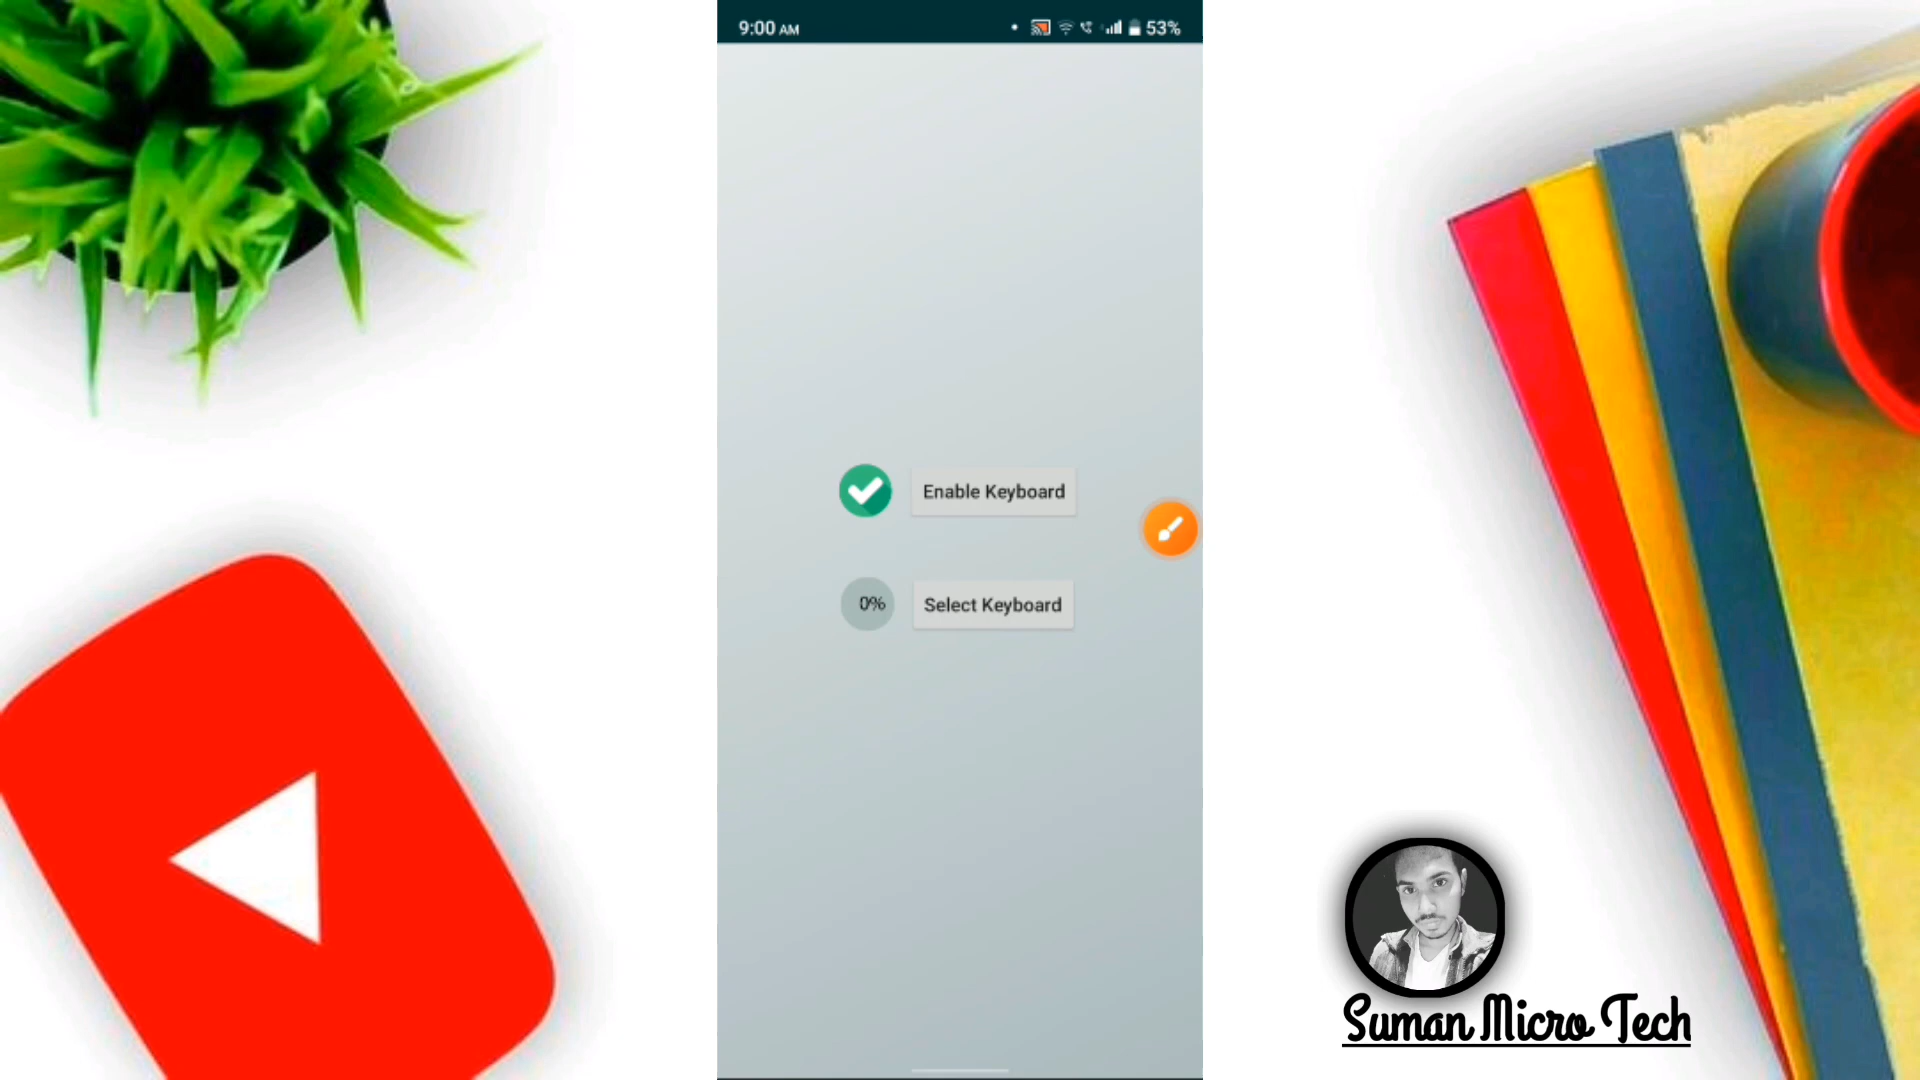 9:00 AM
53%
Enable Keyboard
0%
Select Keyboard
Suman Micro Tech